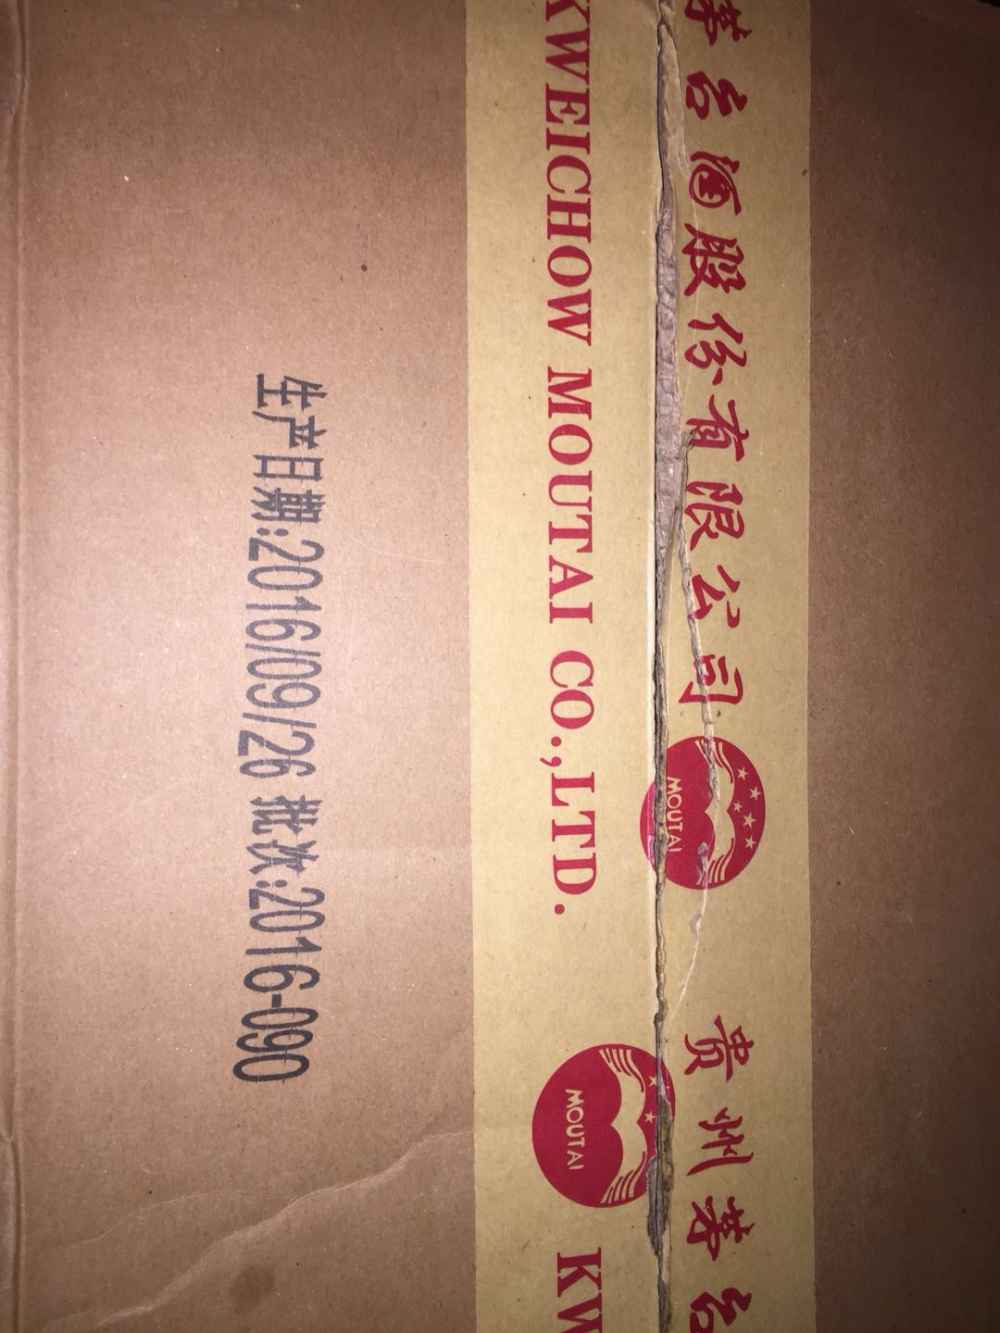 茅台酒股份有限公司
MOUTAI
贵州茅台
KWEICHOW MOUTAI CO.,LTD.
MOUTAI
KW
生产日期:2016/09/26 批次:2016-090